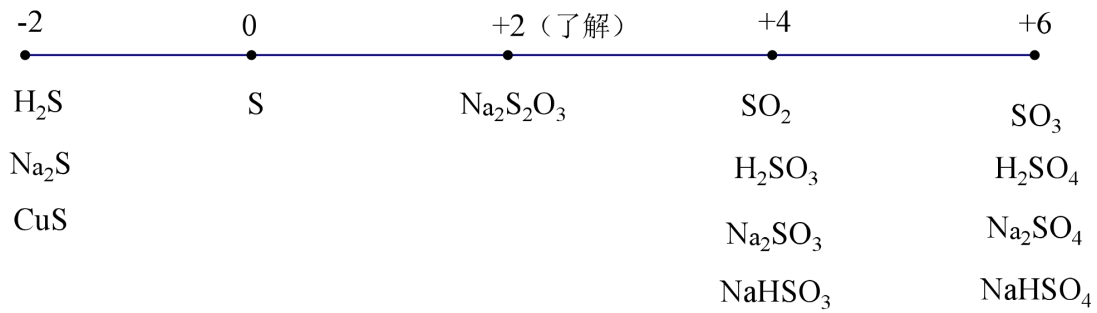 -2 0 +2（了解） +4 +6
H₂S S Na₂S₂O₃ SO₂ SO₃
Na₂S H₂SO₃ H₂SO₄
CuS Na₂SO₃ Na₂SO₄
NaHSO₃ NaHSO₄